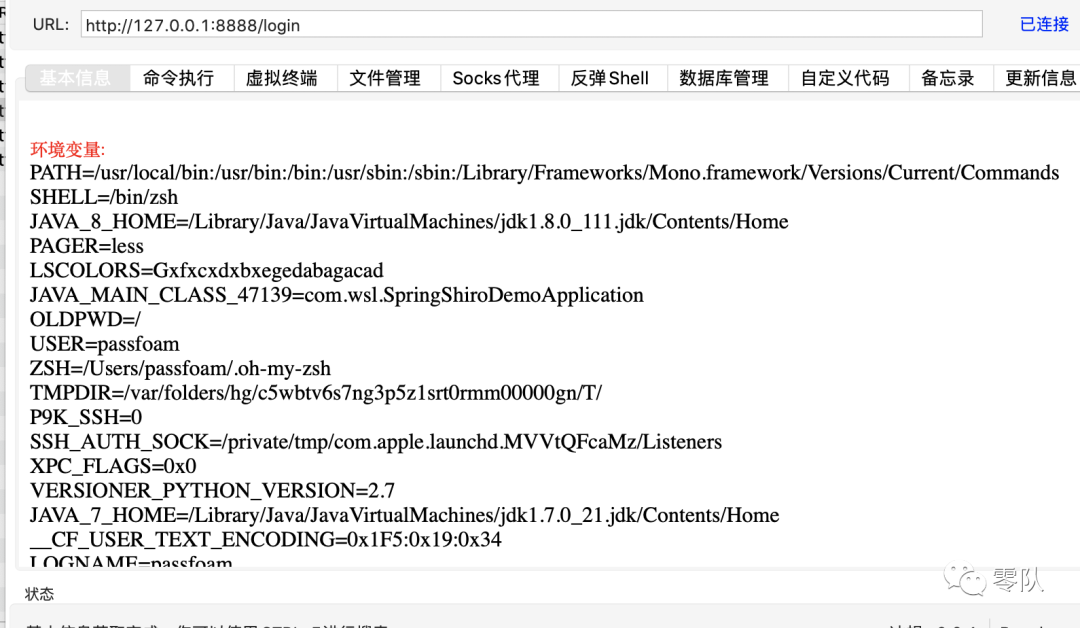 URL: http://127.0.0.1:8888/login 已连接
基本信息 命令执行 虚拟终端 文件管理 Socks代理 反弹Shell 数据库管理 自定义代码 备忘录 更新信息
环境变量:
PATH=/usr/local/bin:/usr/bin:/bin:/usr/sbin:/sbin:/Library/Frameworks/Mono.framework/Versions/Current/Commands
SHELL=/bin/zsh
JAVA_8_HOME=/Library/Java/JavaVirtualMachines/jdk1.8.0_111.jdk/Contents/Home
PAGER=less
LSCOLORS=Gxfxcxdxbxegedabagacad
JAVA_MAIN_CLASS_47139=com.wsl.SpringShiroDemoApplication
OLDPWD=/
USER=passfoam
ZSH=/Users/passfoam/.oh-my-zsh
TMPDIR=/var/folders/hg/c5wbtv6s7ng3p5z1srt0rmm00000gn/T/
P9K_SSH=0
SSH_AUTH_SOCK=/private/tmp/com.apple.launchd.MVVtQFcaMz/Listeners
XPC_FLAGS=0x0
VERSIONER_PYTHON_VERSION=2.7
JAVA_7_HOME=/Library/Java/JavaVirtualMachines/jdk1.7.0_21.jdk/Contents/Home
__CF_USER_TEXT_ENCODING=0x1F5:0x19:0x34
LOGNAME=passfoam
零队
状态